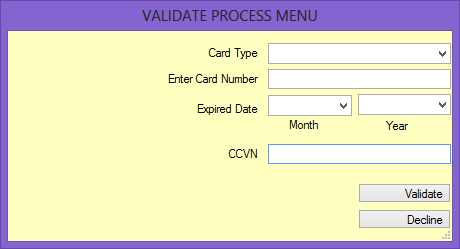 VALIDATE PROCESS MENU
Card Type
Enter Card Number
Expired Date
Month Year
CCVN
Validate
Decline